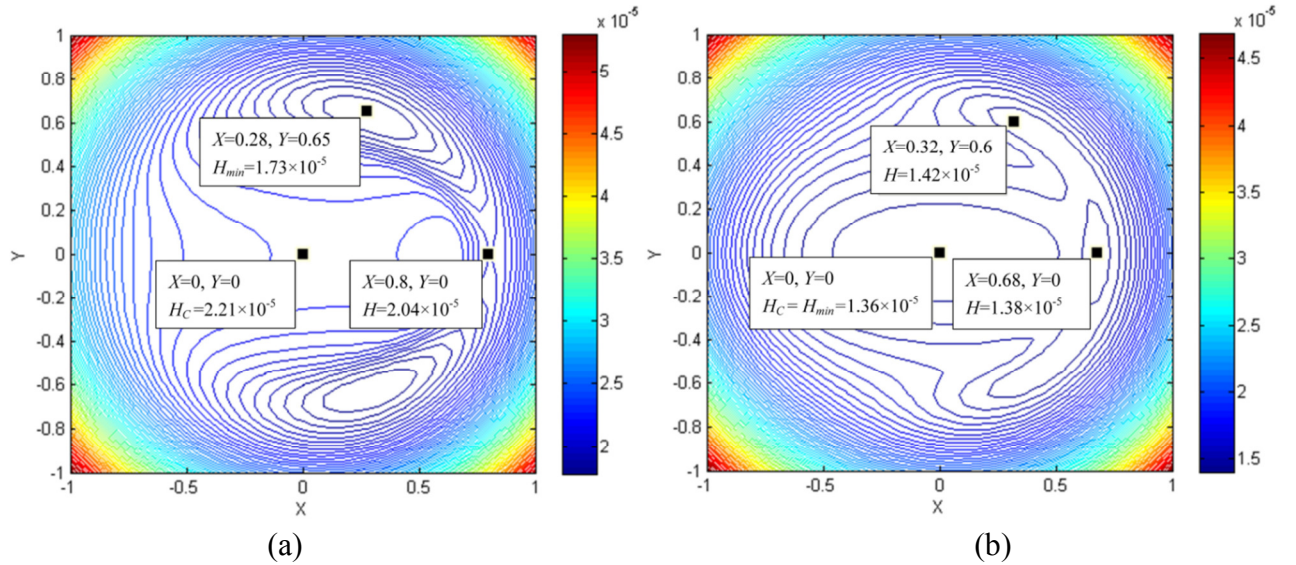 x 10⁻⁵
1
0.8
0.6
0.4
0.2
0
-0.2
-0.4
-0.6
-0.8
-1
Y
-1
-0.5
0
0.5
1
X
X=0.28, Y=0.65
Hmin=1.73×10⁻⁵
X=0, Y=0
HC=2.21×10⁻⁵
X=0.8, Y=0
H=2.04×10⁻⁵
5
4.5
4
3.5
3
2.5
2
(a)
x 10⁻⁵
1
0.8
0.6
0.4
0.2
0
-0.2
-0.4
-0.6
-0.8
-1
Y
-1
-0.5
0
0.5
1
X
X=0.32, Y=0.6
H=1.42×10⁻⁵
X=0, Y=0
HC= Hmin=1.36×10⁻⁵
X=0.68, Y=0
H=1.38×10⁻⁵
4.5
4
3.5
3
2.5
2
1.5
(b)